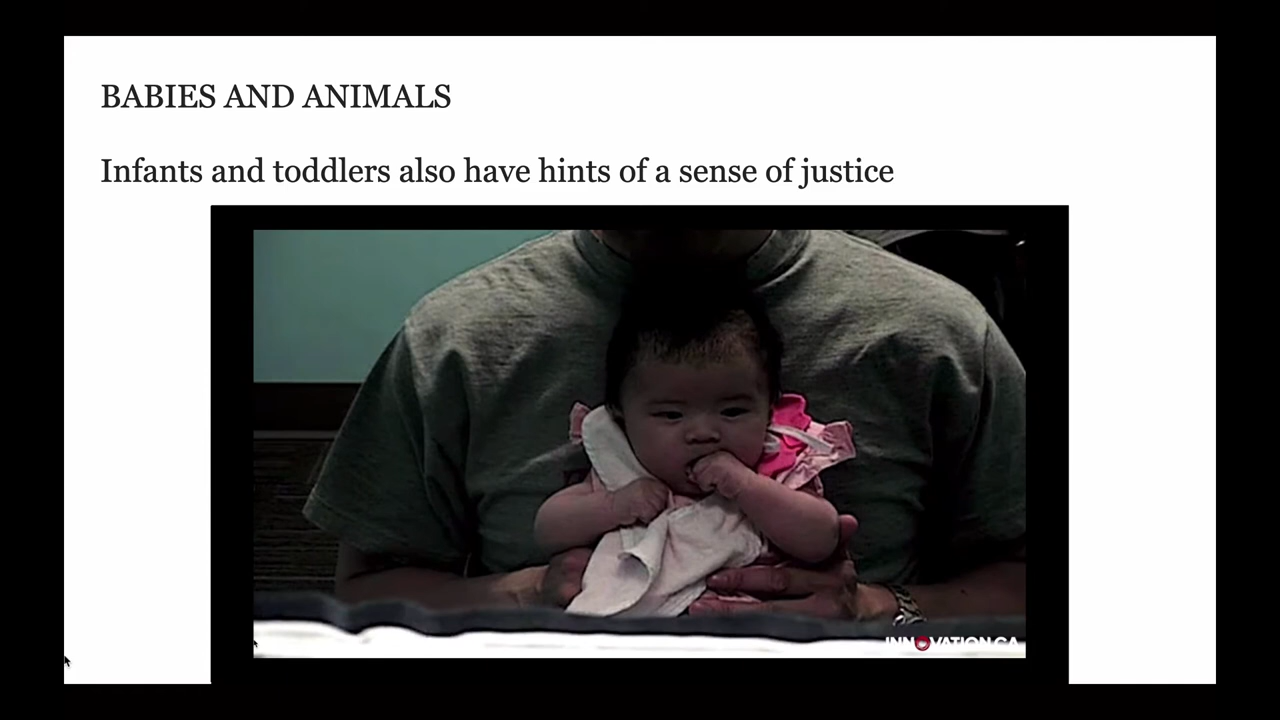 BABIES AND ANIMALS
Infants and toddlers also have hints of a sense of justice
INNOVATION.CA